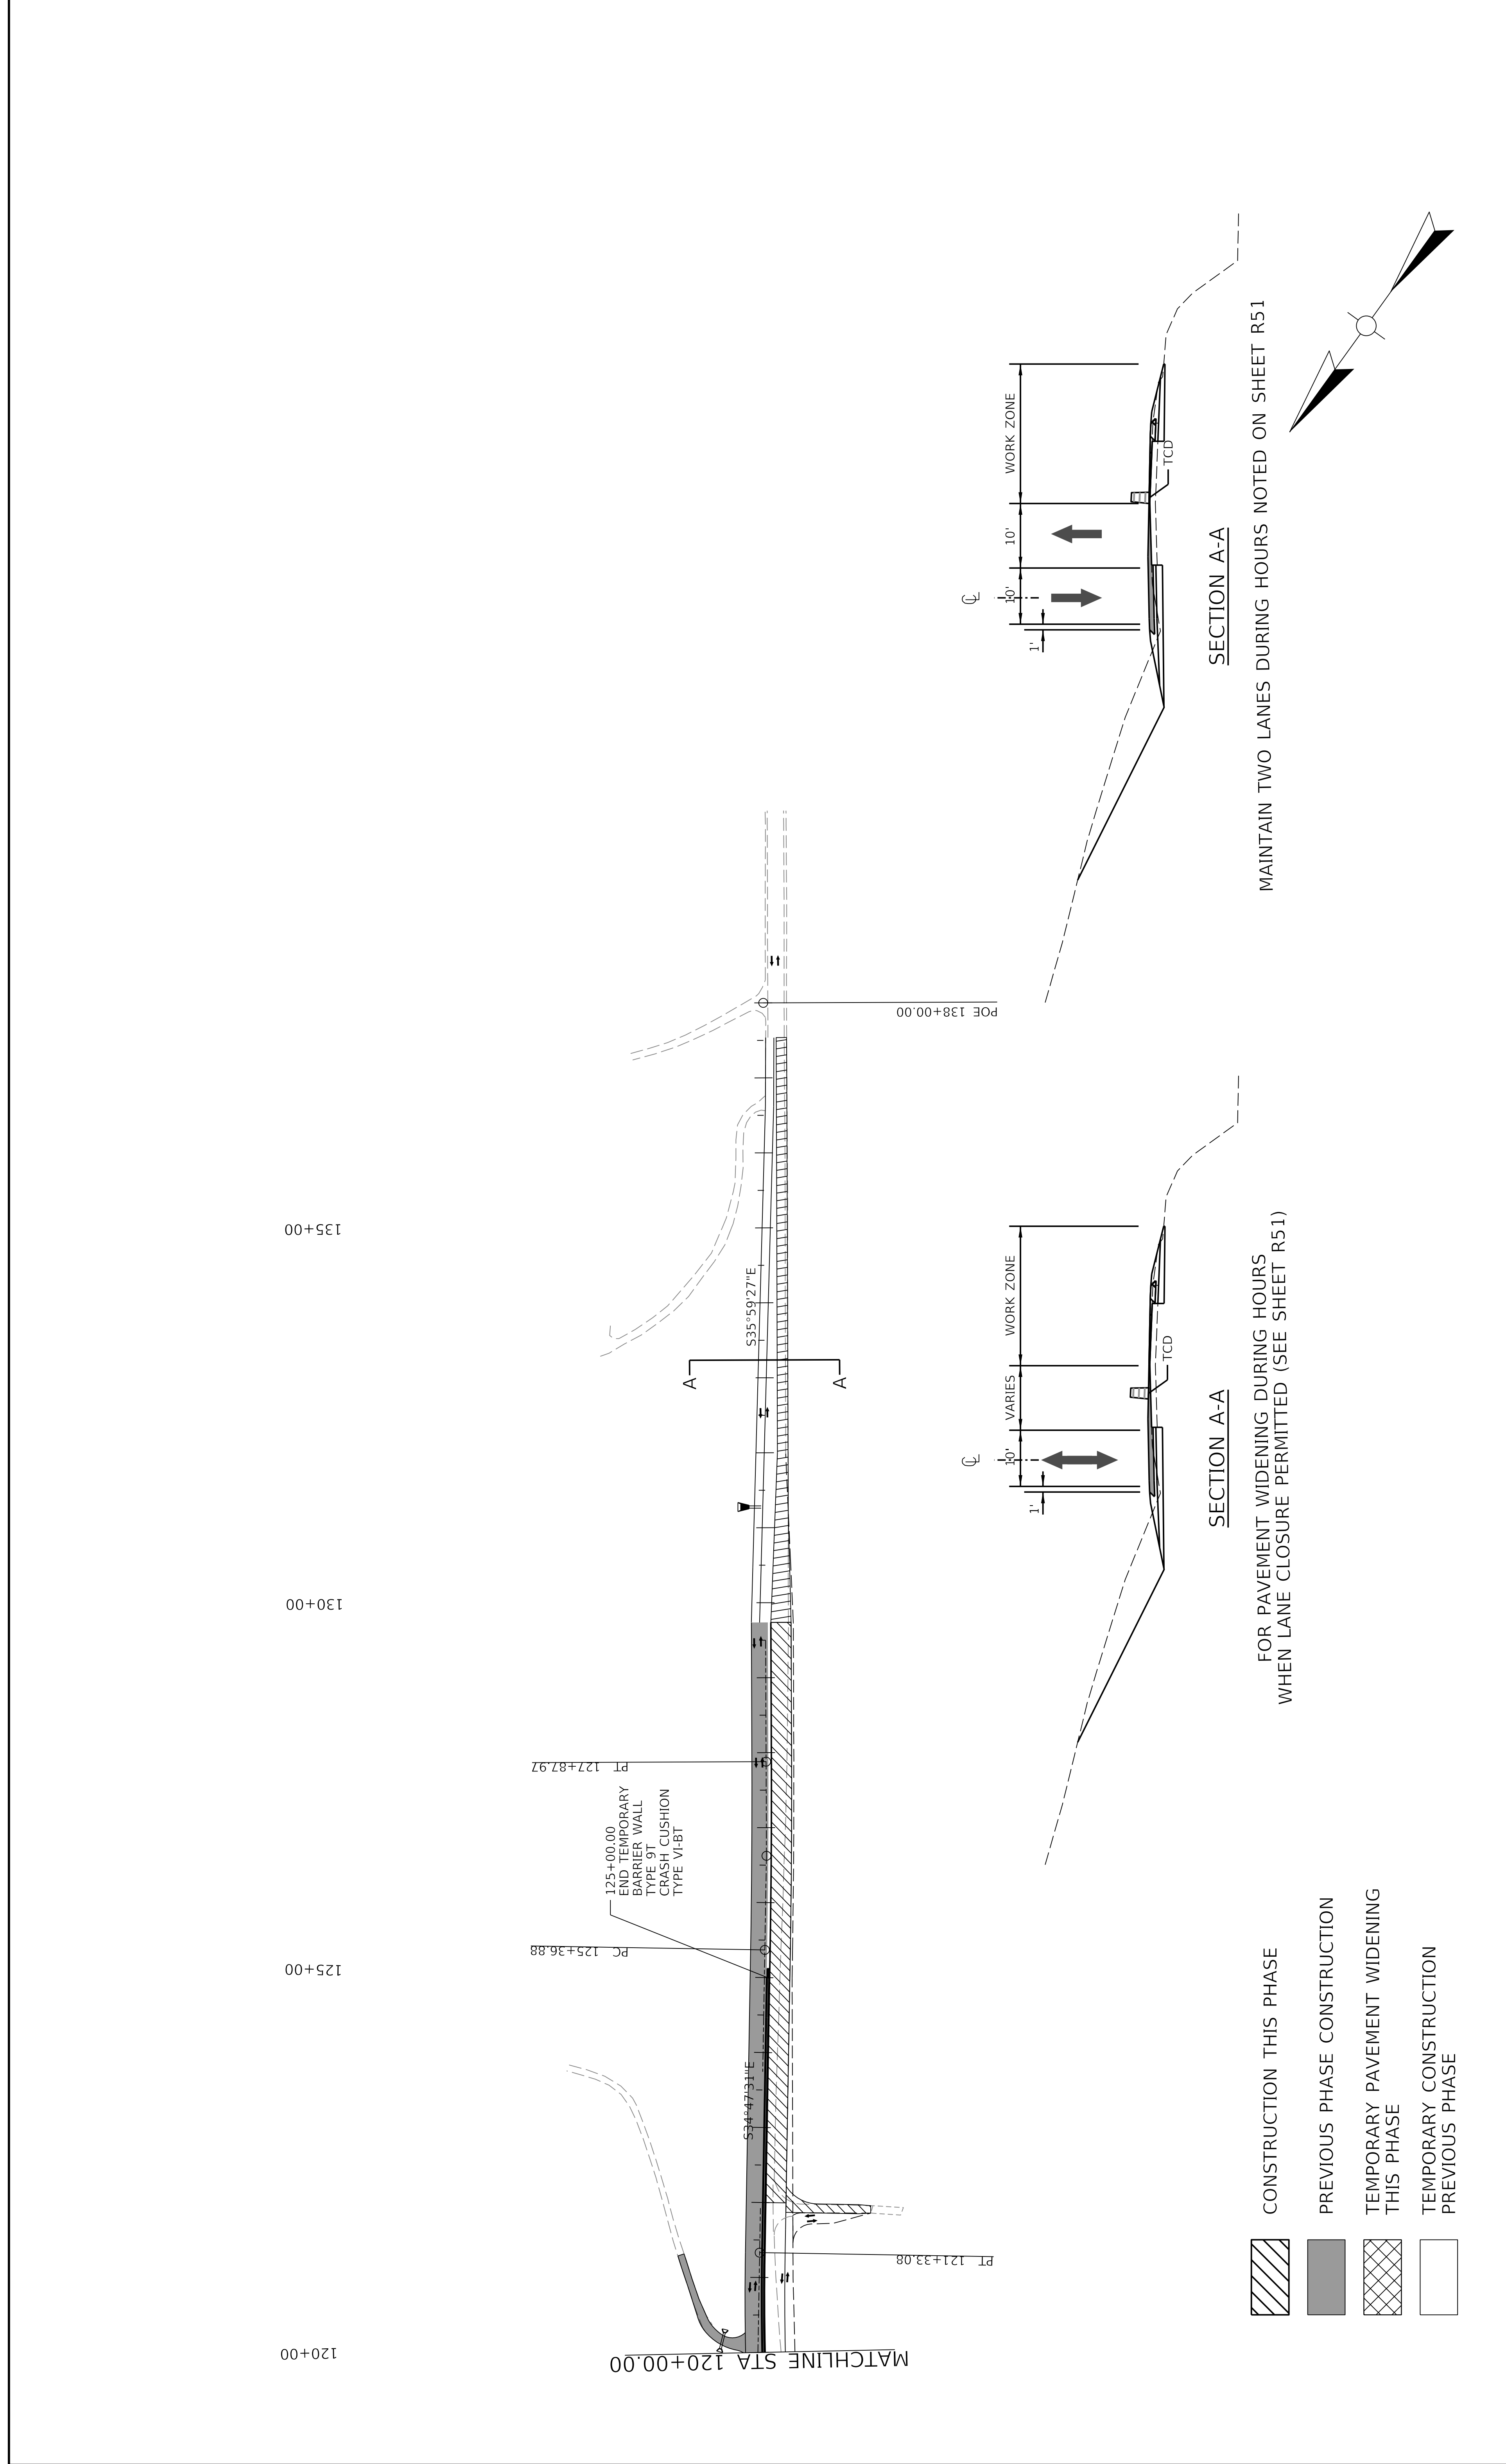 120+00
125+00
130+00
135+00
MATCHLINE STA 120+00.00
PT 121+33.08
S34°47'31"E
PC 125+36.88
125+00.00
END TEMPORARY
BARRIER WALL
TYPE 9T
CRASH CUSHION
TYPE VI-BT
PT 127+87.97
A
A
S35°59'27"E
POE 138+00.00
CL
1'
10'
VARIES
WORK ZONE
TCD
SECTION A-A
FOR PAVEMENT WIDENING DURING HOURS
WHEN LANE CLOSURE PERMITTED (SEE SHEET R51)
CL
1'
10'
10'
WORK ZONE
TCD
SECTION A-A
MAINTAIN TWO LANES DURING HOURS NOTED ON SHEET R51
CONSTRUCTION THIS PHASE
PREVIOUS PHASE CONSTRUCTION
TEMPORARY PAVEMENT WIDENING
THIS PHASE
TEMPORARY CONSTRUCTION
PREVIOUS PHASE